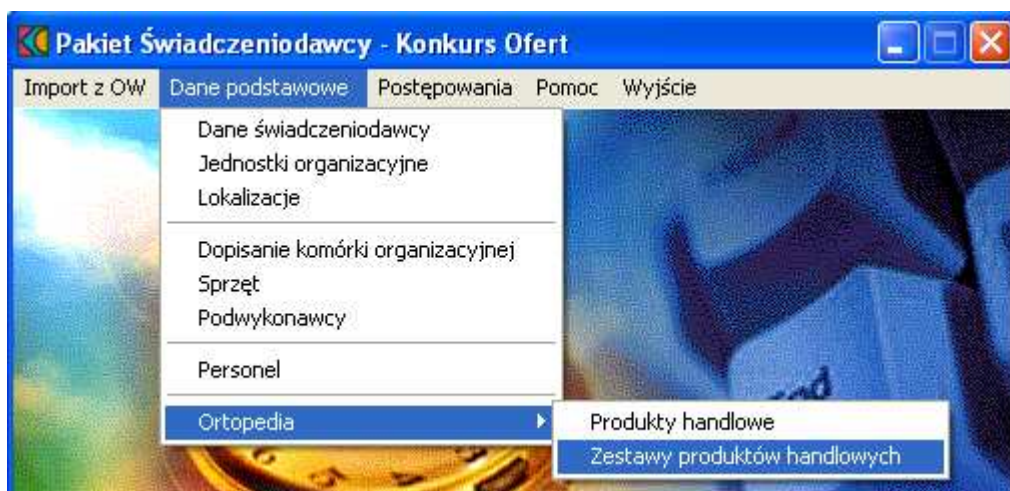 Pakiet Świadczeniodawcy - Konkurs Ofert
Import z OW Dane podstawowe Postępowania Pomoc Wyjście
Dane świadczeniodawcy
Jednostki organizacyjne
Lokalizacje
Dopisanie komórki organizacyjnej
Sprzęt
Podwykonawcy
Personel
Ortopedia
Produkty handlowe
Zestawy produktów handlowych